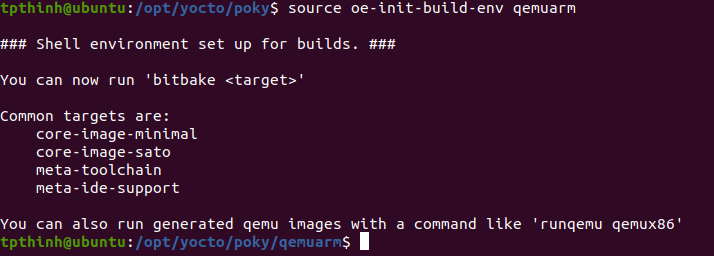 tpthinh@ubuntu:/opt/yocto/poky$ source oe-init-build-env qemuarm
### Shell environment set up for builds. ###
You can now run 'bitbake <target>'
Common targets are:
    core-image-minimal
    core-image-sato
    meta-toolchain
    meta-ide-support
You can also run generated qemu images with a command like 'runqemu qemux86'
tpthinh@ubuntu:/opt/yocto/poky/qemuarm$